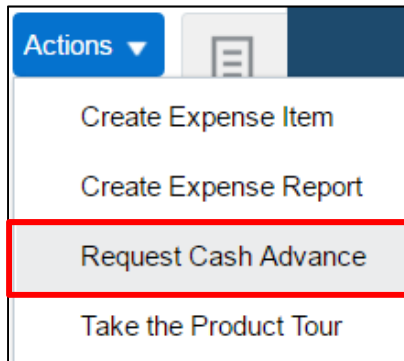 Actions
Create Expense Item
Create Expense Report
Request Cash Advance
Take the Product Tour